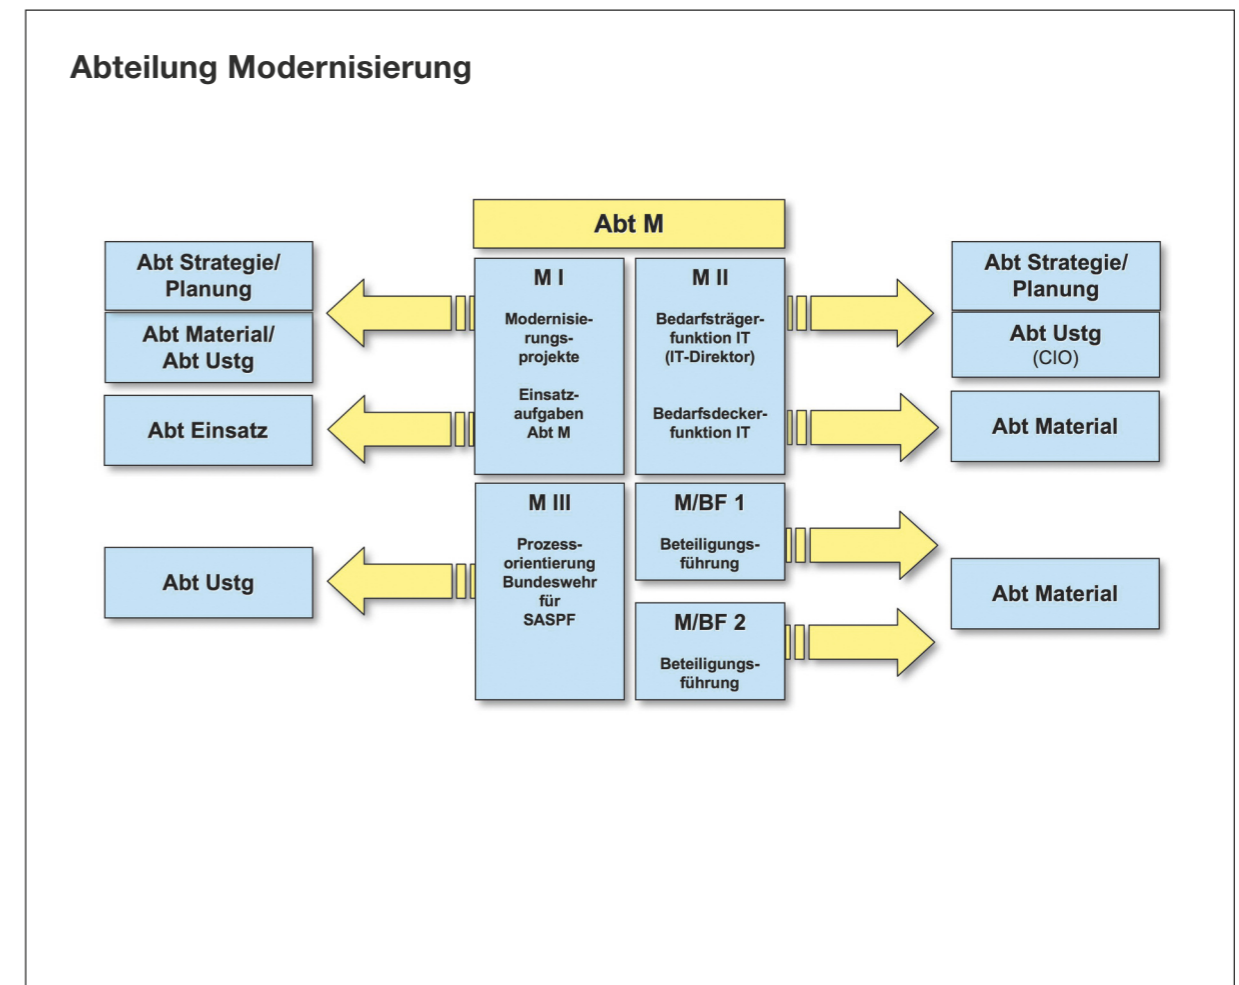 Abteilung Modernisierung
Abt M
Abt Strategie/
Planung
Abt Material/
Abt Ustg
Abt Einsatz
Abt Ustg
M I
Modernisie-
rungs-
projekte
Einsatz-
aufgaben
Abt M
M II
Bedarfsträger-
funktion IT
(IT-Direktor)
Bedarfsdecker-
funktion IT
M III
Prozess-
orientierung
Bundeswehr
für
SASPF
M/BF 1
Beteiligungs-
führung
M/BF 2
Beteiligungs-
führung
Abt Strategie/
Planung
Abt Ustg
(CIO)
Abt Material
Abt Material